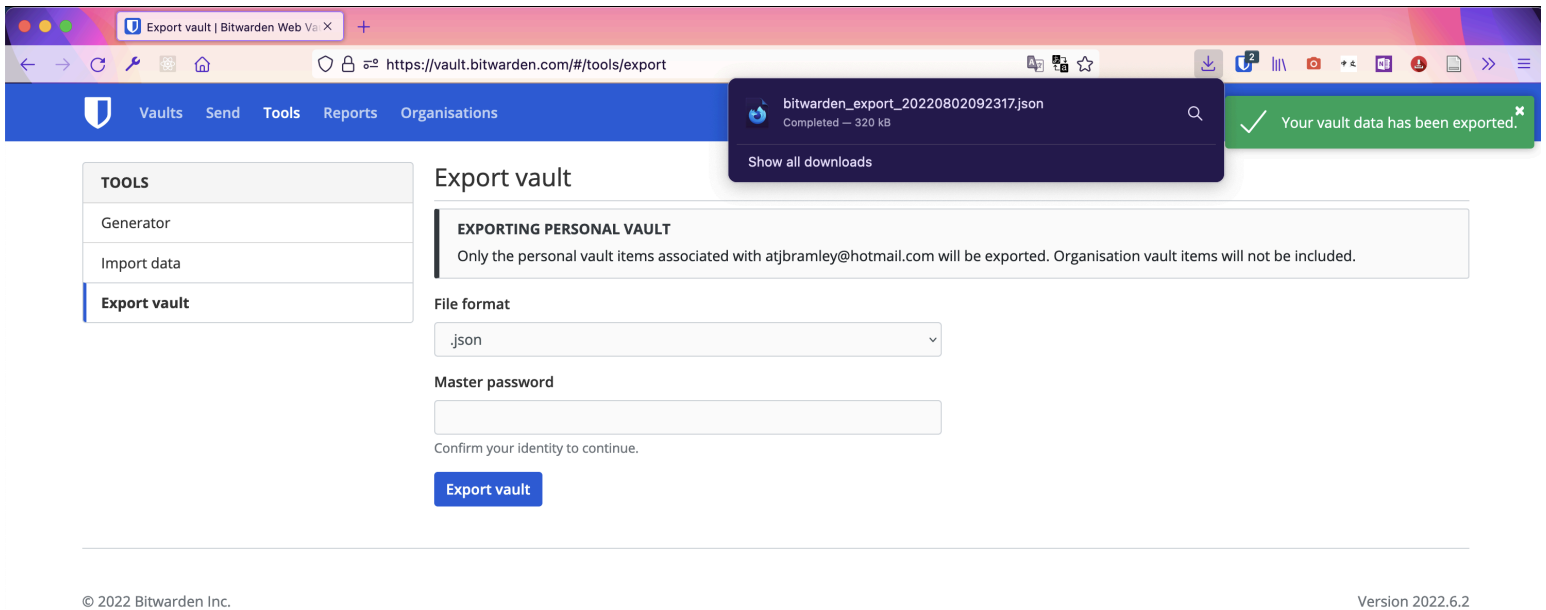 Export vault | Bitwarden Web Va
https://vault.bitwarden.com/#/tools/export
2
Vaults
Send
Tools
Reports
Organisations
bitwarden_export_20220802092317.json
Completed — 320 kB
Show all downloads
Your vault data has been exported.
TOOLS
Generator
Import data
Export vault
Export vault
EXPORTING PERSONAL VAULT
Only the personal vault items associated with atjbramley@hotmail.com will be exported. Organisation vault items will not be included.
File format
.json
Master password
Confirm your identity to continue.
Export vault
© 2022 Bitwarden Inc.
Version 2022.6.2